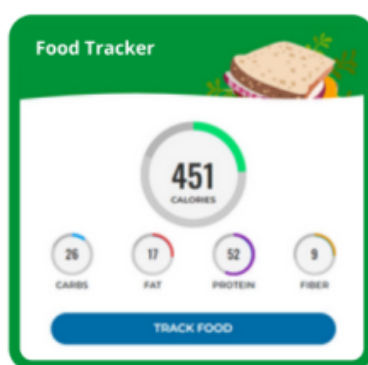 Food Tracker
451
CALORIES
26 17 52 9
CARBS FAT PROTEIN FIBER
TRACK FOOD